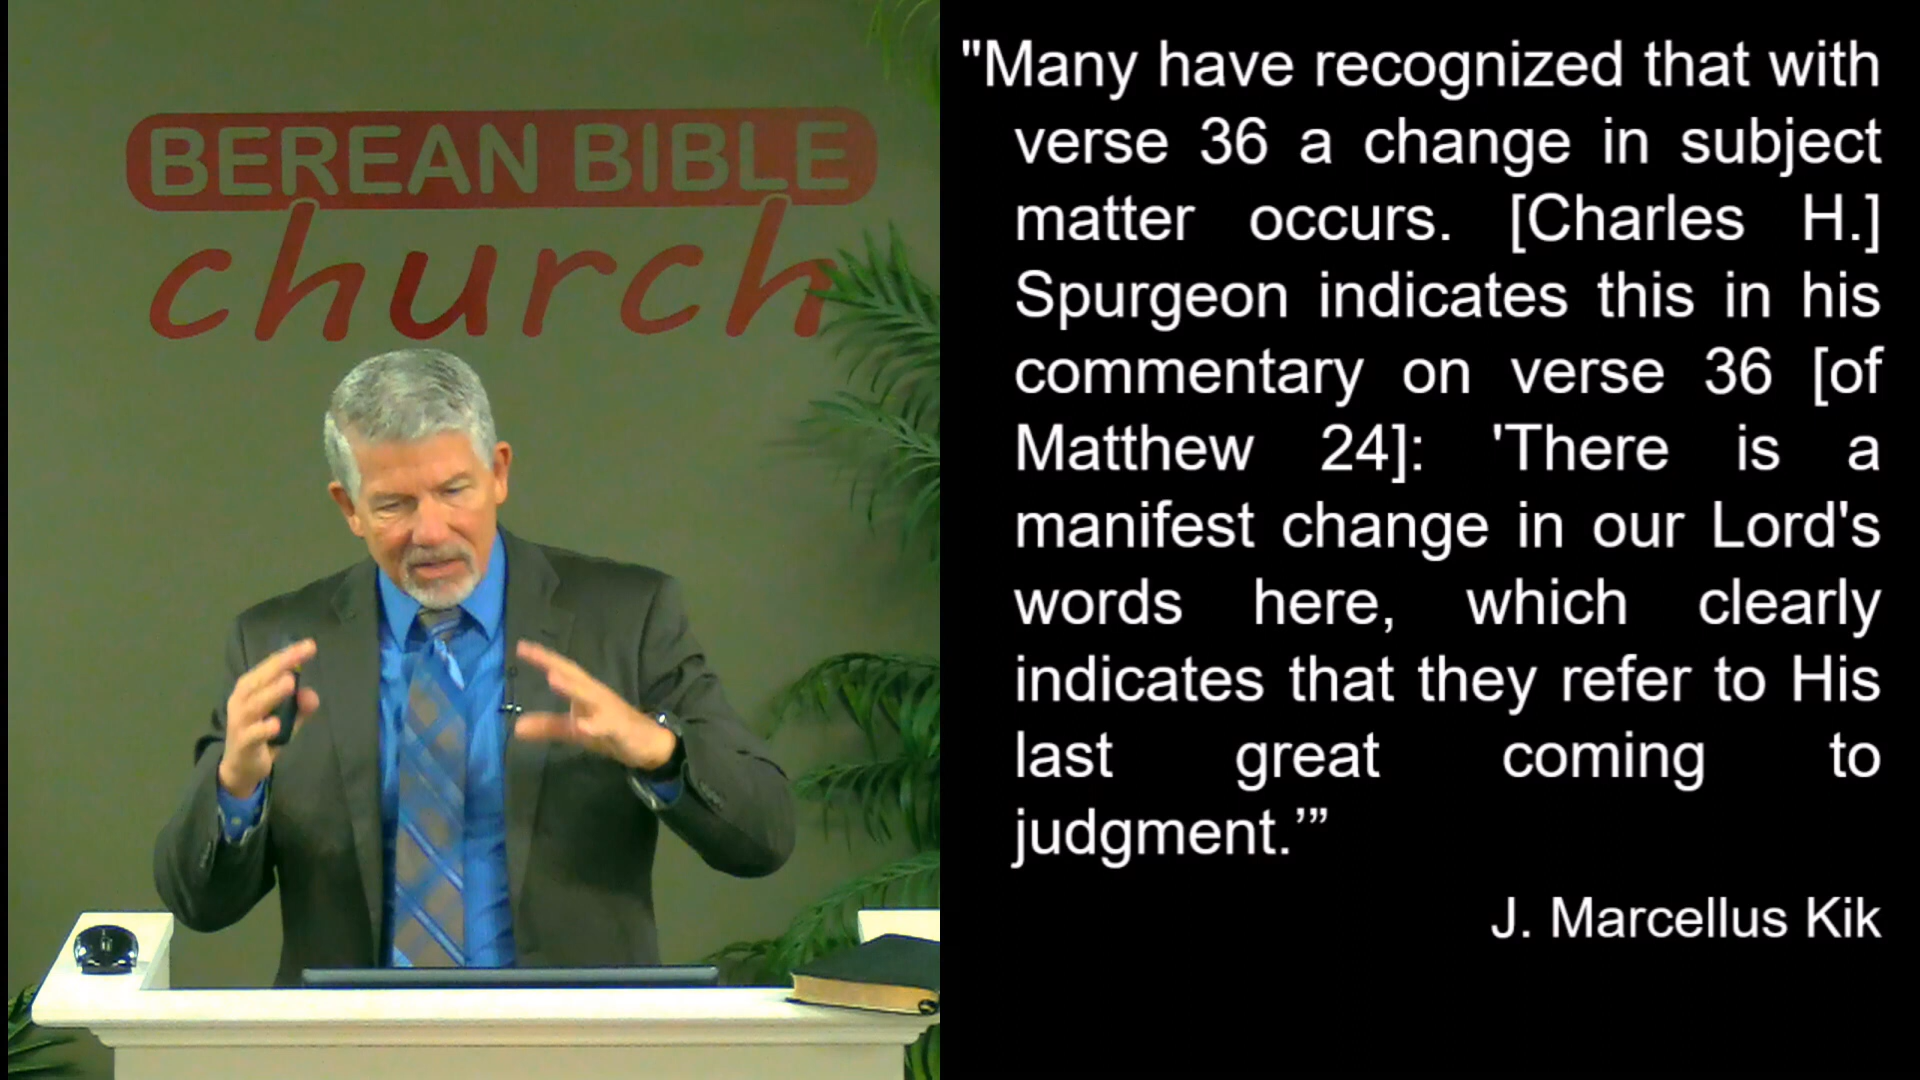 BEREAN BIBLE
church
"Many have recognized that with
verse 36 a change in subject
matter occurs. [Charles H.]
Spurgeon indicates this in his
commentary on verse 36 [of
Matthew 24]: 'There is a
manifest change in our Lord's
words here, which clearly
indicates that they refer to His
last great coming to
judgment.’”
J. Marcellus Kik